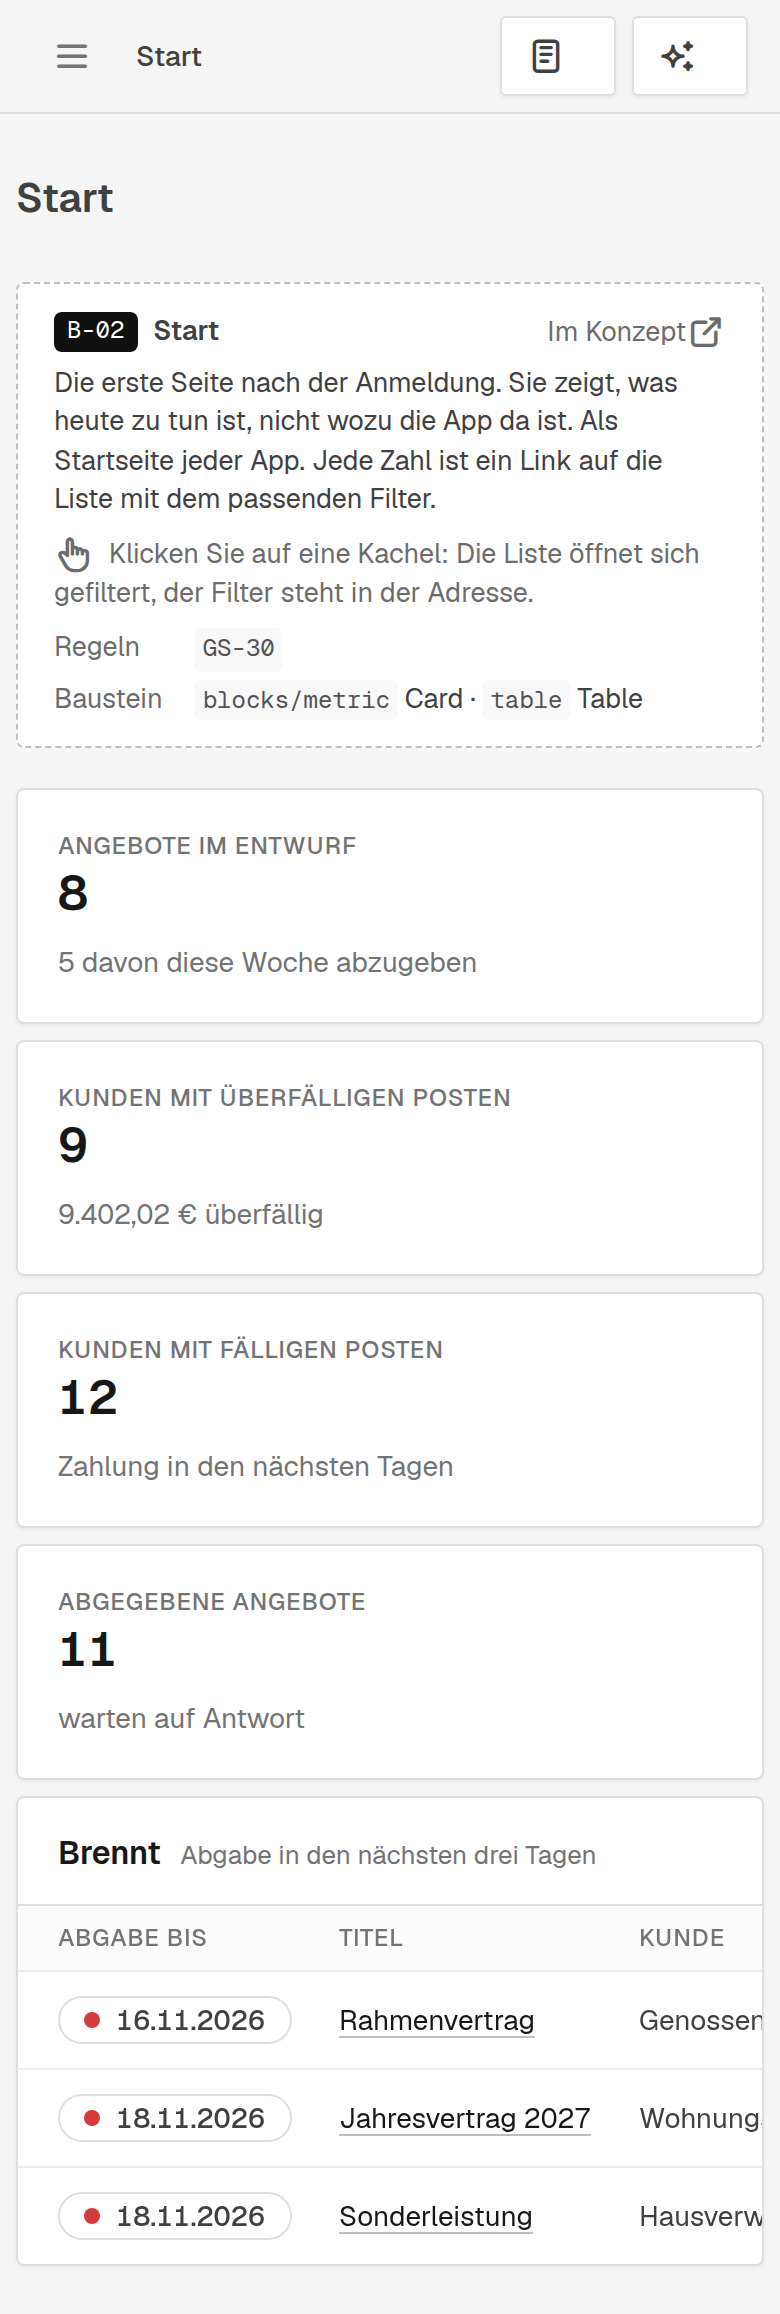 Start
Start
B-02 Start Im Konzept
Die erste Seite nach der Anmeldung. Sie zeigt, was
heute zu tun ist, nicht wozu die App da ist. Als
Startseite jeder App. Jede Zahl ist ein Link auf die
Liste mit dem passenden Filter.
Klicken Sie auf eine Kachel: Die Liste öffnet sich
gefiltert, der Filter steht in der Adresse.
Regeln GS-30
Baustein blocks/metric Card · table Table
ANGEBOTE IM ENTWURF
8
5 davon diese Woche abzugeben
KUNDEN MIT ÜBERFÄLLIGEN POSTEN
9
9.402,02 € überfällig
KUNDEN MIT FÄLLIGEN POSTEN
12
Zahlung in den nächsten Tagen
ABGEGEBENE ANGEBOTE
11
warten auf Antwort
Brennt Abgabe in den nächsten drei Tagen
ABGABE BIS TITEL KUNDE
16.11.2026 Rahmenvertrag Genossen
18.11.2026 Jahresvertrag 2027 Wohnung
18.11.2026 Sonderleistung Hausverw